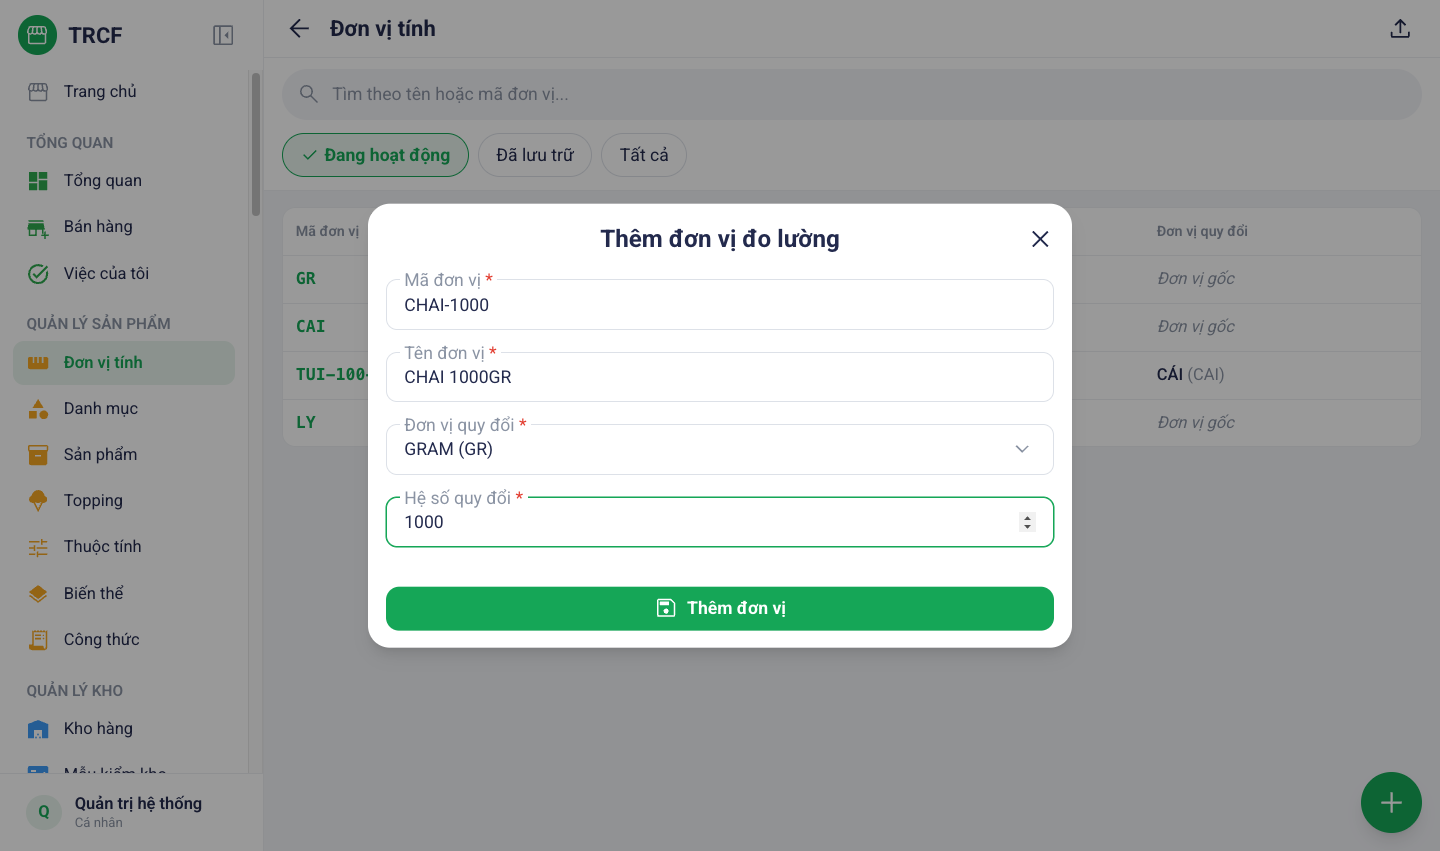 TRCF
Trang chủ
TỔNG QUAN
Tổng quan
Bán hàng
Việc của tôi
QUẢN LÝ SẢN PHẨM
Đơn vị tính
Danh mục
Sản phẩm
Topping
Thuộc tính
Biến thể
Công thức
QUẢN LÝ KHO
Kho hàng
Mẫu kiểm kho
Q
Quản trị hệ thống
Cá nhân
Đơn vị tính
Tìm theo tên hoặc mã đơn vị...
Đang hoạt động
Đã lưu trữ
Tất cả
Mã đơn vị
Đơn vị quy đổi
GR
Đơn vị gốc
CAI
Đơn vị gốc
TUI-100
CÁI (CAI)
LY
Đơn vị gốc
Thêm đơn vị đo lường
Mã đơn vị *
CHAI-1000
Tên đơn vị *
CHAI 1000GR
Đơn vị quy đổi *
GRAM (GR)
Hệ số quy đổi *
1000
Thêm đơn vị